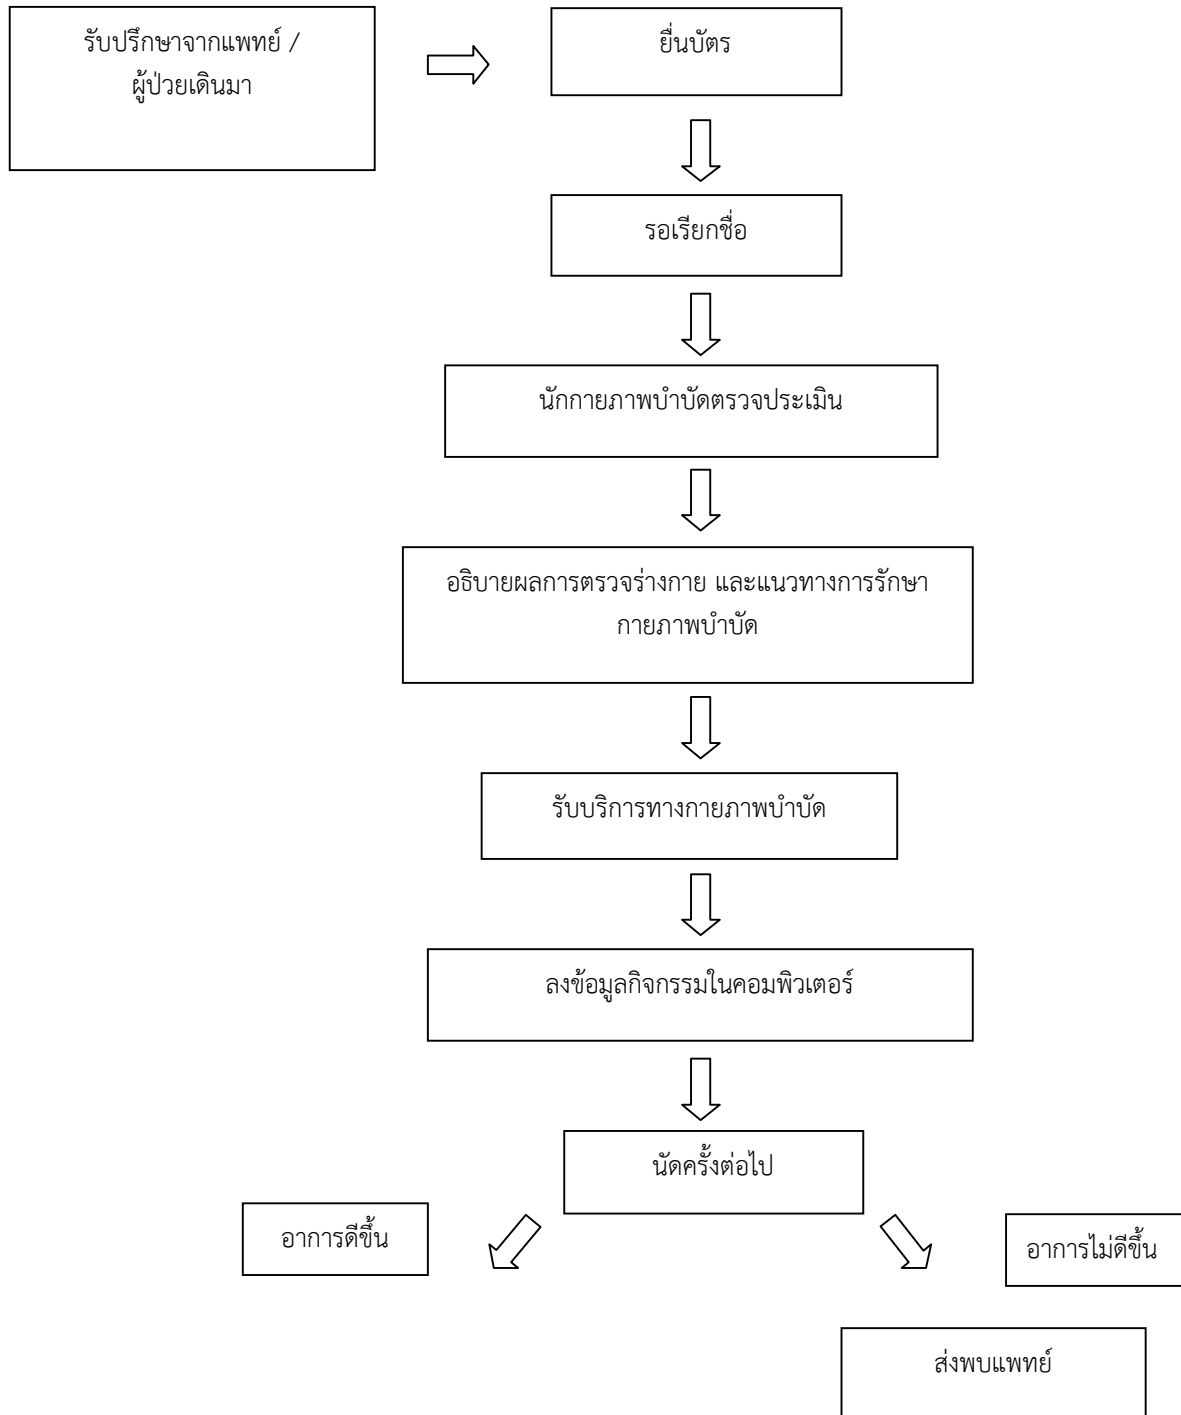 รับปรึกษาจากแพทย์ /
ผู้ป่วยเดินมา
ยื่นบัตร
รอเรียกชื่อ
นักกายภาพบำบัดตรวจประเมิน
อธิบายผลการตรวจร่างกาย และแนวทางการรักษา
กายภาพบำบัด
รับบริการทางกายภาพบำบัด
ลงข้อมูลกิจกรรมในคอมพิวเตอร์
นัดครั้งต่อไป
อาการดีขึ้น
อาการไม่ดีขึ้น
ส่งพบแพทย์